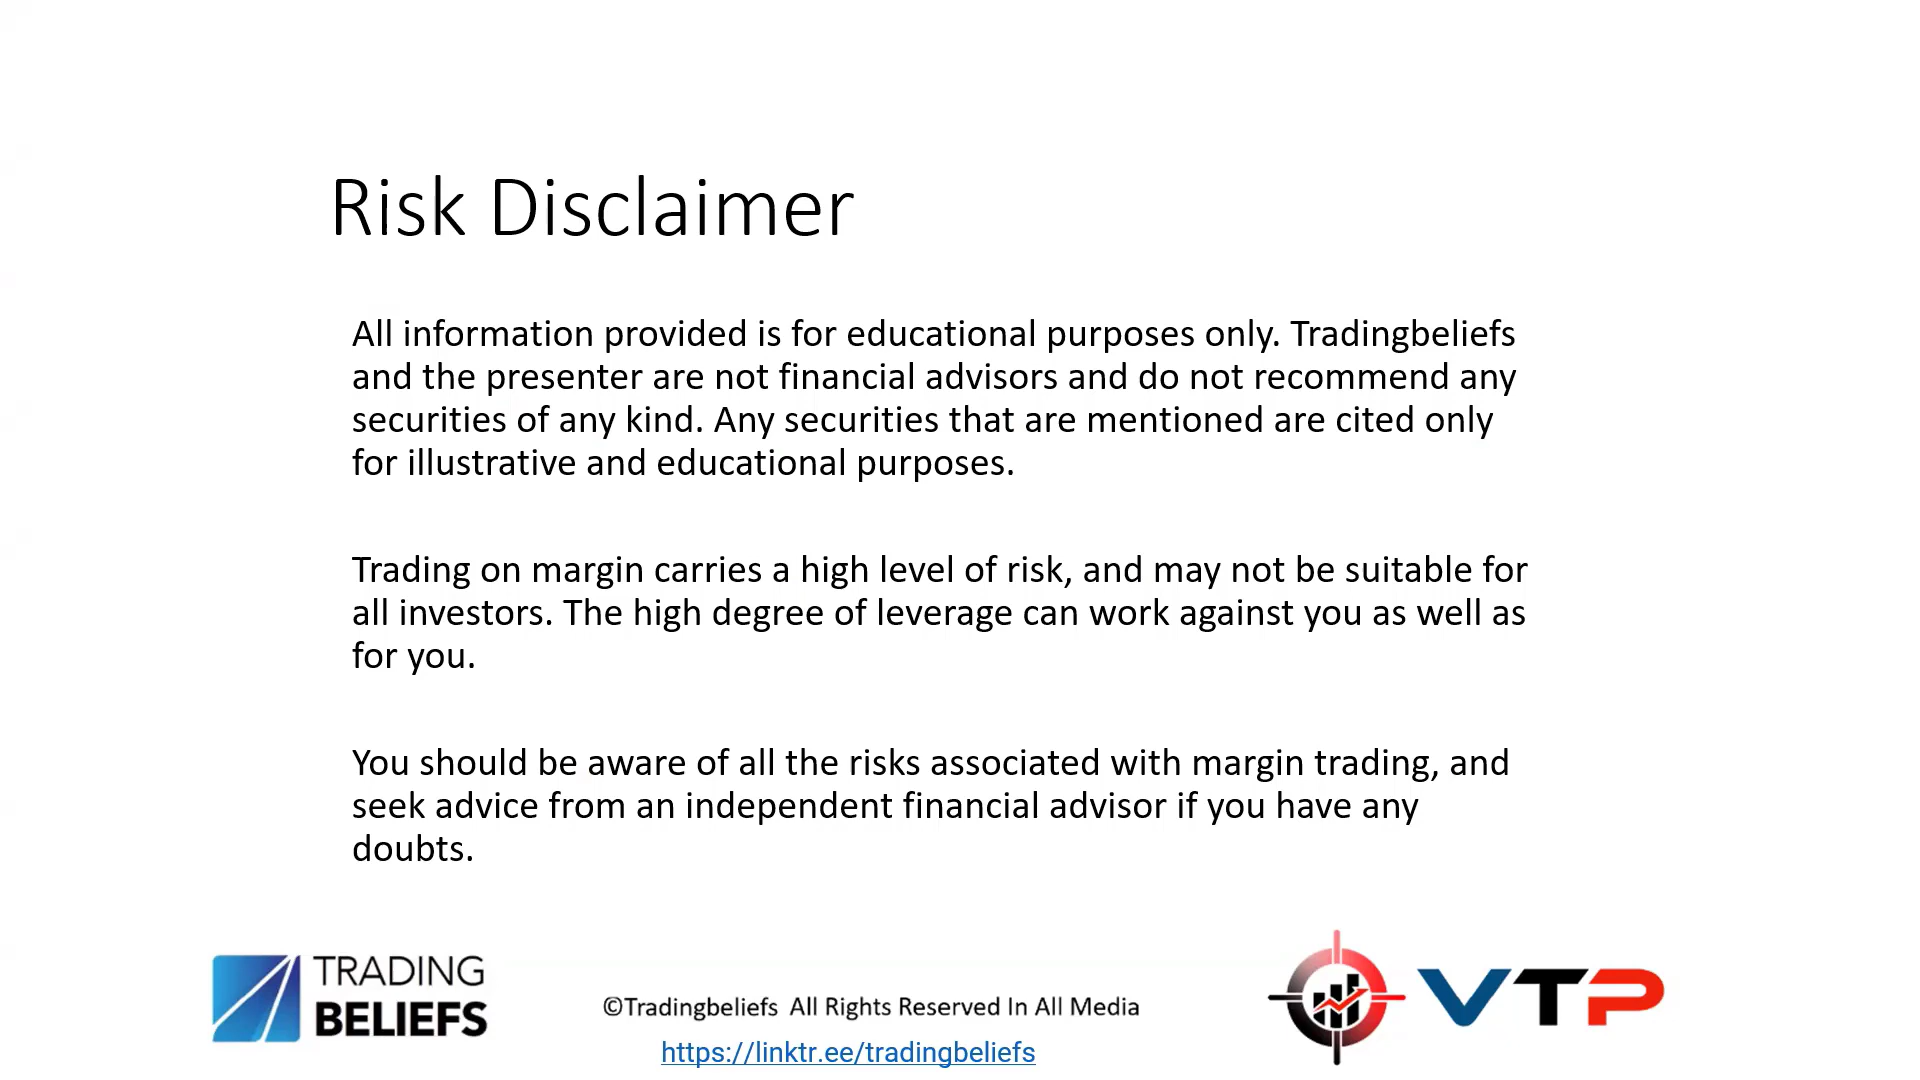 Risk Disclaimer
All information provided is for educational purposes only. Tradingbeliefs
and the presenter are not financial advisors and do not recommend any
securities of any kind. Any securities that are mentioned are cited only
for illustrative and educational purposes.
Trading on margin carries a high level of risk, and may not be suitable for
all investors. The high degree of leverage can work against you as well as
for you.
You should be aware of all the risks associated with margin trading, and
seek advice from an independent financial advisor if you have any
doubts.
TRADING
BELIEFS
©Tradingbeliefs All Rights Reserved In All Media
https://linktr.ee/tradingbeliefs
VTP